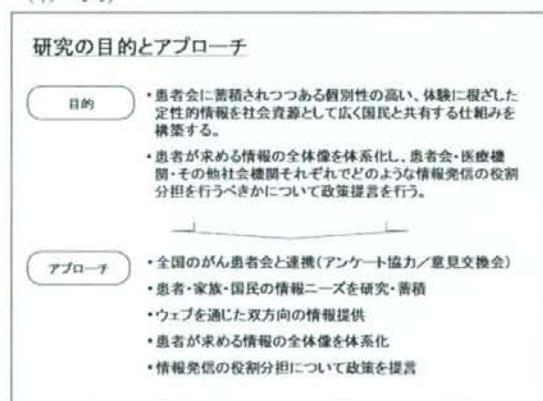 研究の目的とアプローチ
目的
・患者会に蓄積されつつある個別性の高い、体験に根ざした
定性的情報を社会資源として広く国民と共有する仕組みを
構築する。
・患者が求める情報の全体像を体系化し、患者会・医療機
関・その他社会機関それぞれでどのような情報発信の役割
分担を行うべきかについて政策提言を行う。
アプローチ
・全国のがん患者会と連携(アンケート協力/意見交換会)
・患者・家族・国民の情報ニーズを研究・蓄積
・ウェブを通じた双方向の情報提供
・患者が求める情報の全体像を体系化
・情報発信の役割分担について政策を提言